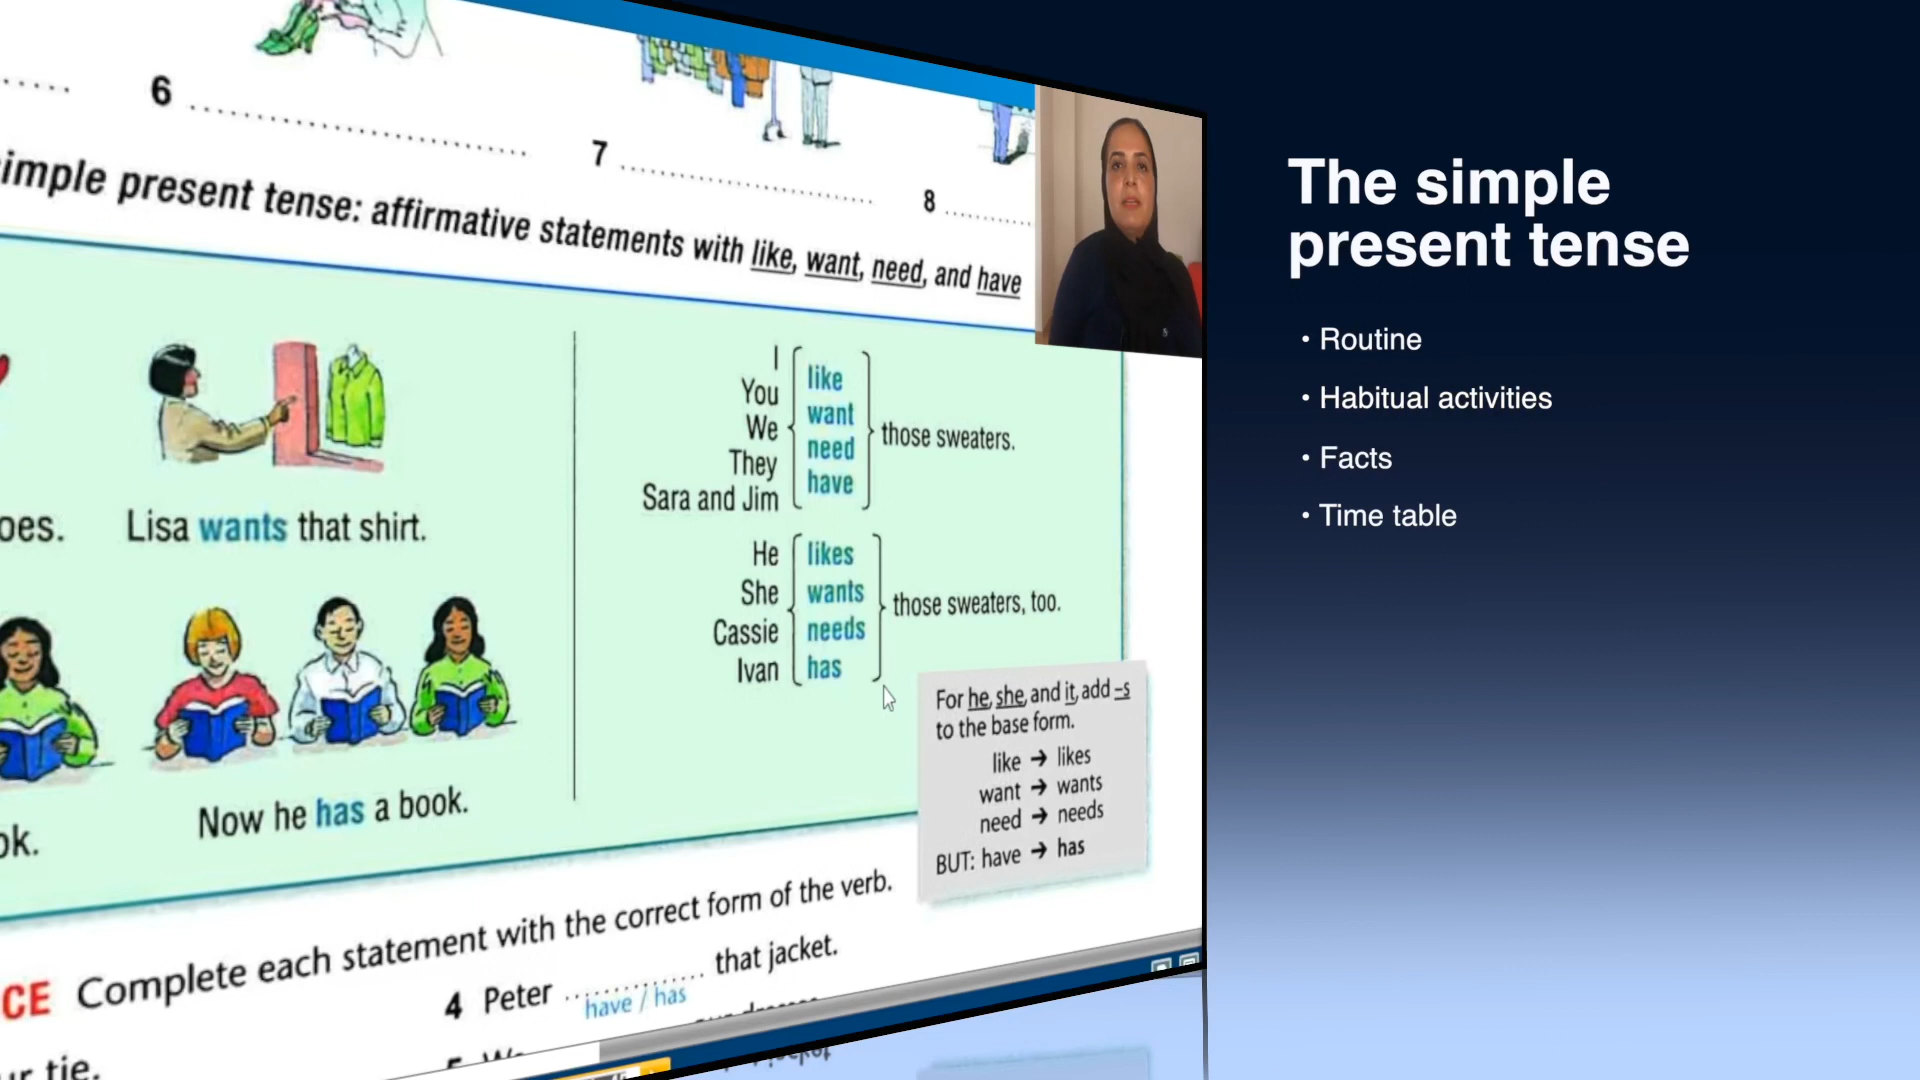 6
7
8
simple present tense: affirmative statements with like, want, need, and have
Lisa wants that shirt.
Now he has a book.
I
You
We
They
Sara and Jim
like
want
need
have
those sweaters.
He
She
Cassie
Ivan
likes
wants
needs
has
those sweaters, too.
For he, she, and it, add –s
to the base form.
like → likes
want → wants
need → needs
BUT: have → has
Complete each statement with the correct form of the verb.
4 Peter that jacket.
have / has
tie.
The simple
present tense
• Routine
• Habitual activities
• Facts
• Time table